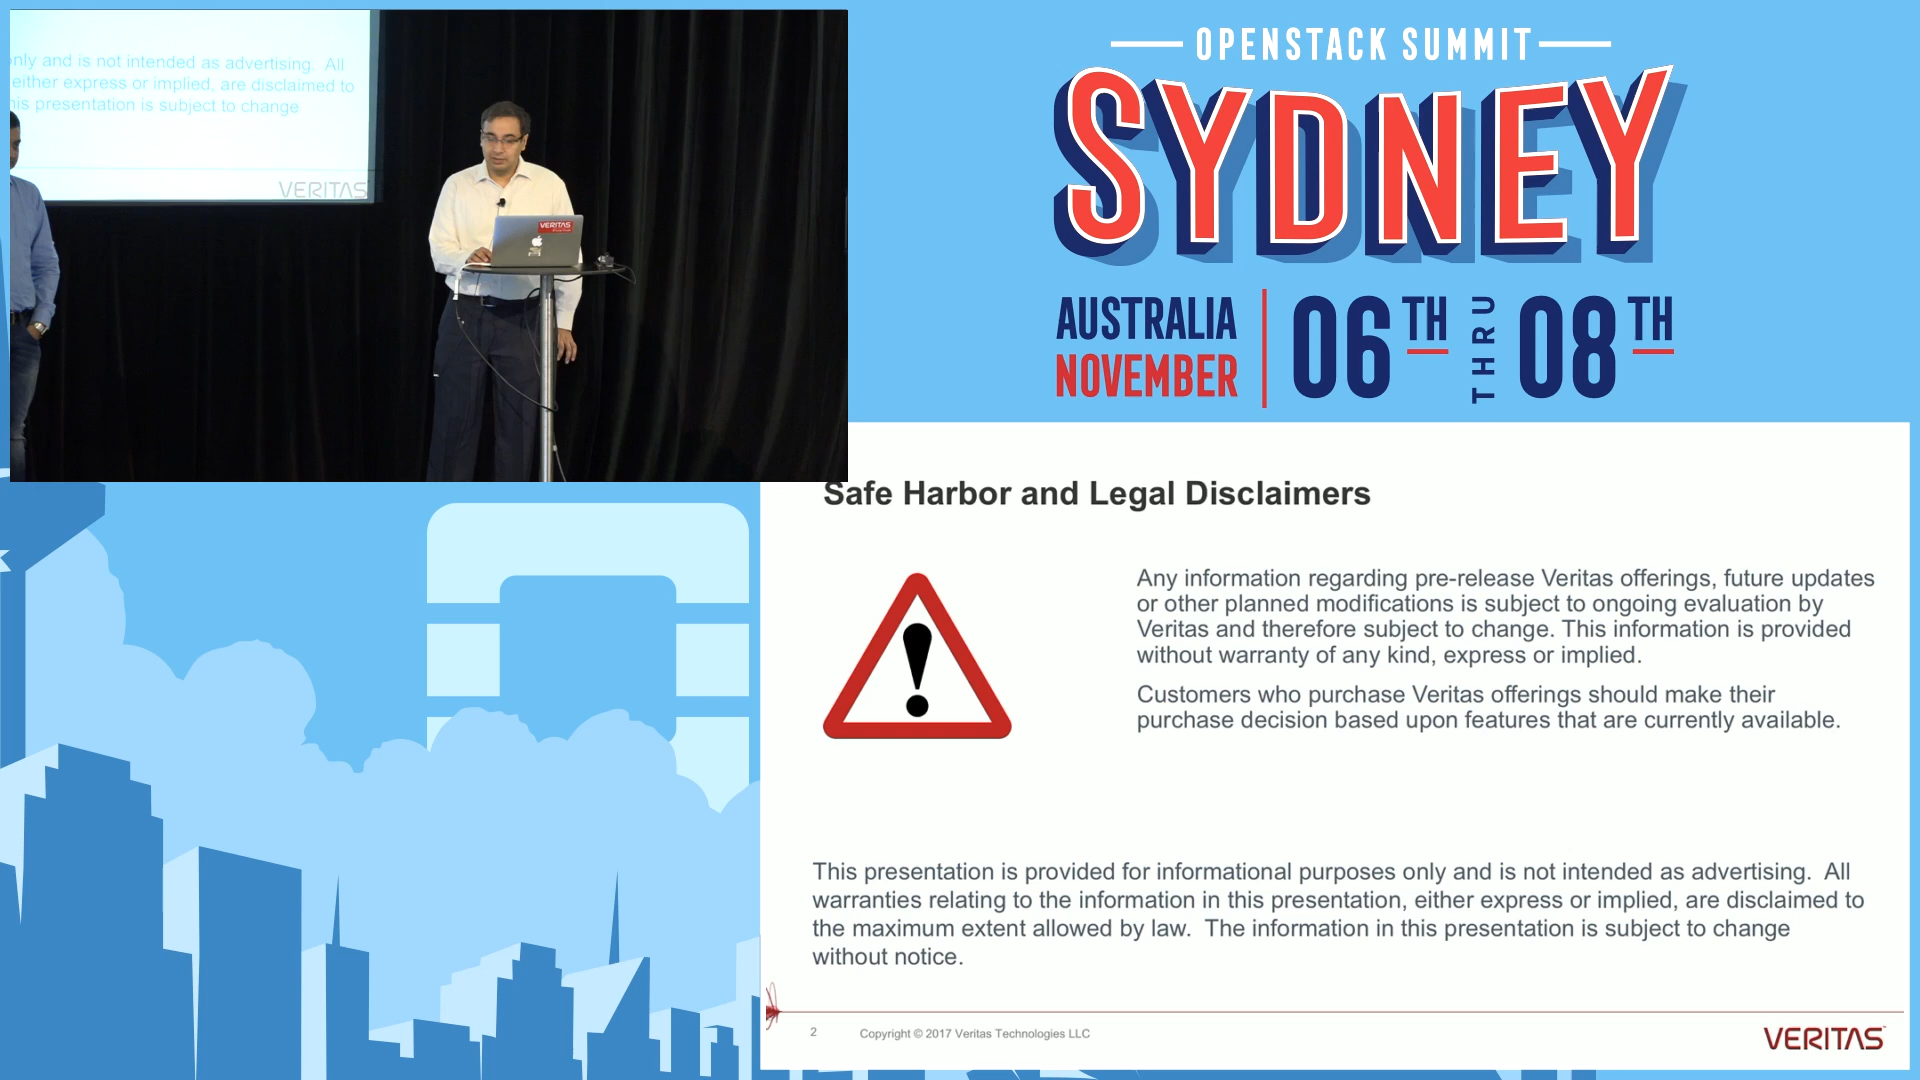 only and is not intended as advertising.  All
either express or implied, are disclaimed to
this presentation is subject to change
VERITAS
VERITAS
OPENSTACK SUMMIT
SYDNEY
AUSTRALIA
NOVEMBER
06TH THRU 08TH
Safe Harbor and Legal Disclaimers
Any information regarding pre-release Veritas offerings, future updates
or other planned modifications is subject to ongoing evaluation by
Veritas and therefore subject to change. This information is provided
without warranty of any kind, express or implied.
Customers who purchase Veritas offerings should make their
purchase decision based upon features that are currently available.
This presentation is provided for informational purposes only and is not intended as advertising.  All
warranties relating to the information in this presentation, either express or implied, are disclaimed to
the maximum extent allowed by law.  The information in this presentation is subject to change
without notice.
2
Copyright © 2017 Veritas Technologies LLC
VERITAS